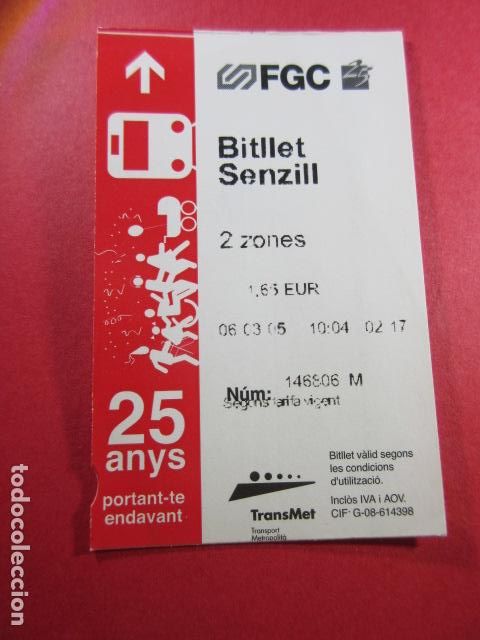 FGC 25
Bitllet
Senzill
2 zones
1,65 EUR
06 03 05 10:04 02 17
Núm: 146806 M
Segons tarifa vigent
25
anys
portant-te
endavant
TransMet
Transport
Metropolità
Bitllet vàlid segons
les condicions
d'utilització.
Inclòs IVA i AOV.
CIF· G-08-614398
todocoleccion